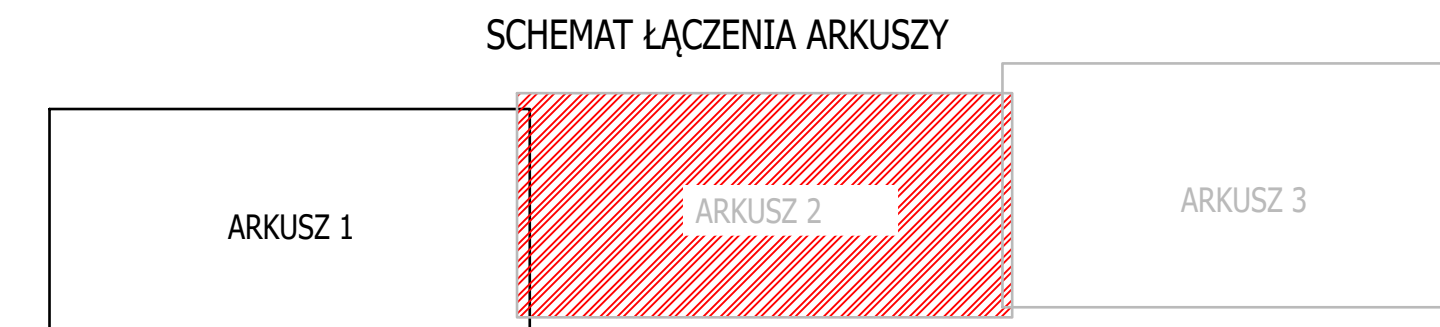 SCHEMAT ŁĄCZENIA ARKUSZY
ARKUSZ 1
ARKUSZ 2
ARKUSZ 3